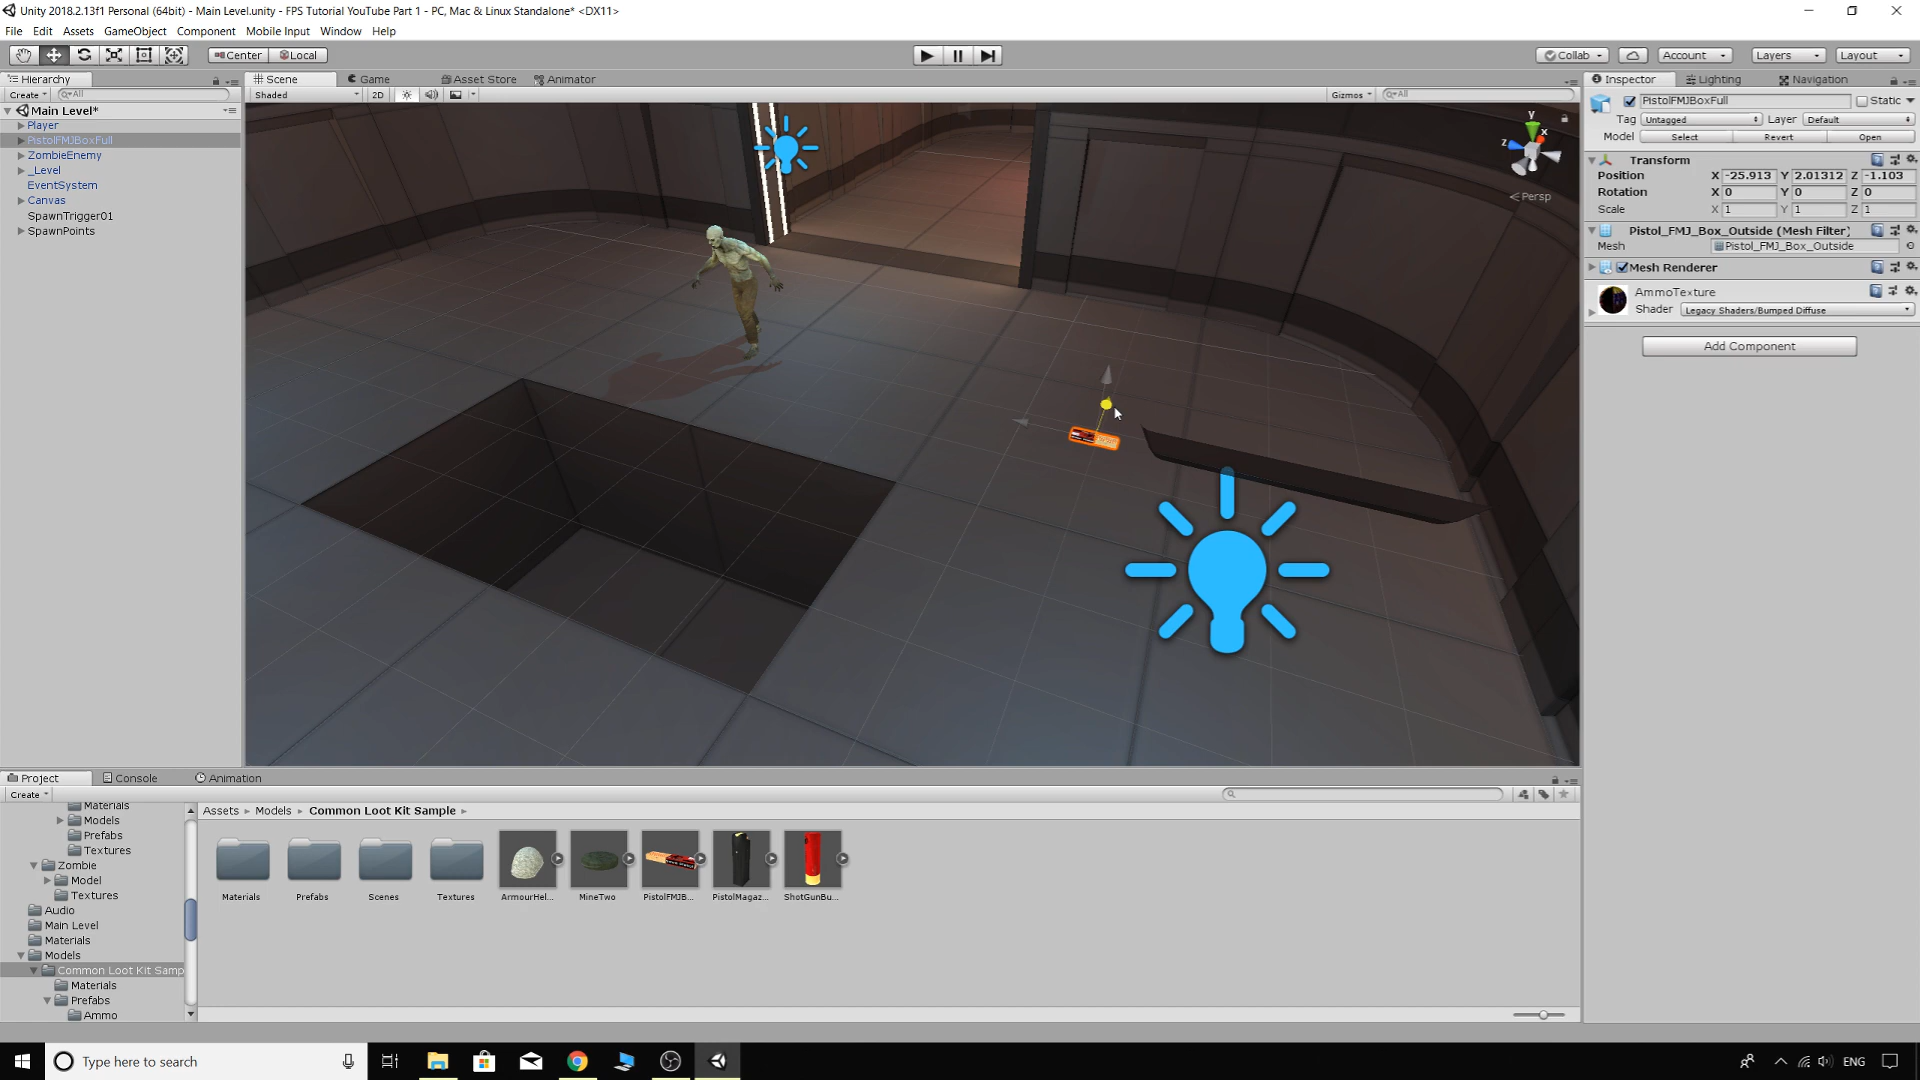 Unity 2018.2.13f1 Personal (64bit) - Main Level.unity - FPS Tutorial YouTube Part 1 - PC, Mac & Linux Standalone* <DX11>
File Edit Assets GameObject Component Mobile Input Window Help
Center Local Collab Account Layers Layout
Hierarchy
Create All
Main Level*
Player
PistolFMJBoxFull
ZombieEnemy
_Level
EventSystem
Canvas
SpawnTrigger01
SpawnPoints
Scene Game Asset Store Animator
Shaded 2D Gizmos All
y
x
z
Persp
Inspector Lighting Navigation
PistolFMJBoxFull Static
Tag Untagged Layer Default
Model Select Revert Open
Transform
Position X -25.913 Y 2.01312 Z -1.103
Rotation X 0 Y 0 Z 0
Scale X 1 Y 1 Z 1
Pistol_FMJ_Box_Outside (Mesh Filter)
Mesh Pistol_FMJ_Box_Outside
Mesh Renderer
AmmoTexture
Shader Legacy Shaders/Bumped Diffuse
Add Component
Project Console Animation
Create
Materials
Models
Prefabs
Textures
Zombie
Model
Textures
Audio
Main Level
Materials
Models
Common Loot Kit Samp
Materials
Prefabs
Ammo
Assets Models Common Loot Kit Sample
Materials Prefabs Scenes Textures ArmourHel... MineTwo PistolFMJB... PistolMagaz... ShotGunBu...
Type here to search
ENG